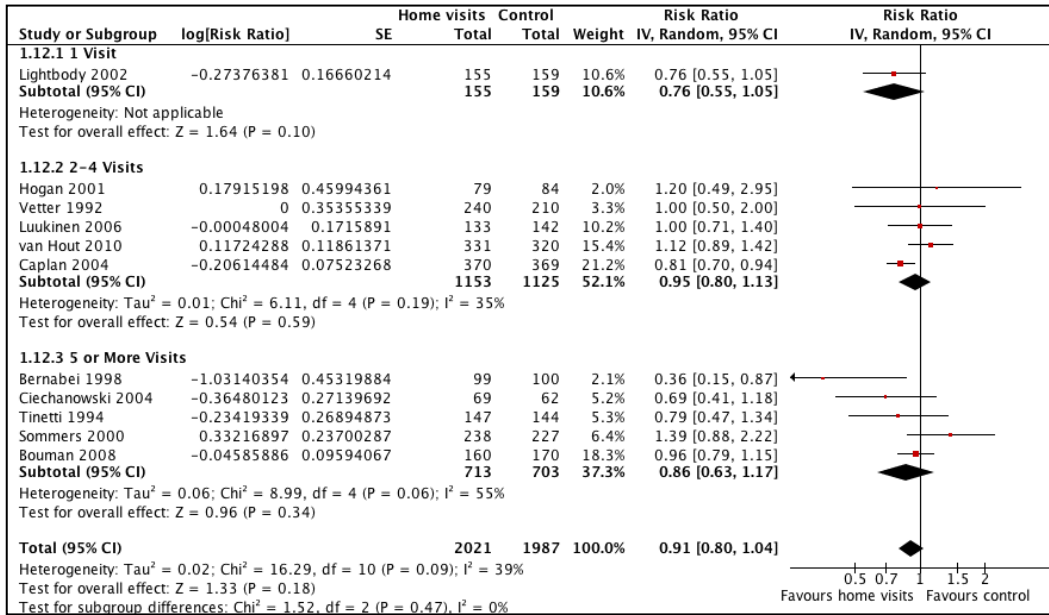 Home visits Control Risk Ratio Risk Ratio
Study or Subgroup log[Risk Ratio] SE Total Total Weight IV, Random, 95% CI IV, Random, 95% CI
1.12.1 1 Visit
Lightbody 2002 -0.27376381 0.16660214 155 159 10.6% 0.76 [0.55, 1.05]
Subtotal (95% CI) 155 159 10.6% 0.76 [0.55, 1.05]
Heterogeneity: Not applicable
Test for overall effect: Z = 1.64 (P = 0.10)
1.12.2 2-4 Visits
Hogan 2001 0.17915198 0.45994361 79 84 2.0% 1.20 [0.49, 2.95]
Vetter 1992 0 0.35355339 240 210 3.3% 1.00 [0.50, 2.00]
Luukinen 2006 -0.00048004 0.1715891 133 142 10.2% 1.00 [0.71, 1.40]
van Hout 2010 0.11724288 0.11861371 331 320 15.4% 1.12 [0.89, 1.42]
Caplan 2004 -0.20614484 0.07523268 370 369 21.2% 0.81 [0.70, 0.94]
Subtotal (95% CI) 1153 1125 52.1% 0.95 [0.80, 1.13]
Heterogeneity: Tau² = 0.01; Chi² = 6.11, df = 4 (P = 0.19); I² = 35%
Test for overall effect: Z = 0.54 (P = 0.59)
1.12.3 5 or More Visits
Bernabei 1998 -1.03140354 0.45319884 99 100 2.1% 0.36 [0.15, 0.87]
Ciechanowski 2004 -0.36480123 0.27139692 69 62 5.2% 0.69 [0.41, 1.18]
Tinetti 1994 -0.23419339 0.26894873 147 144 5.3% 0.79 [0.47, 1.34]
Sommers 2000 0.33216897 0.23700287 238 227 6.4% 1.39 [0.88, 2.22]
Bouman 2008 -0.04585886 0.09594067 160 170 18.3% 0.96 [0.79, 1.15]
Subtotal (95% CI) 713 703 37.3% 0.86 [0.63, 1.17]
Heterogeneity: Tau² = 0.06; Chi² = 8.99, df = 4 (P = 0.06); I² = 55%
Test for overall effect: Z = 0.96 (P = 0.34)
Total (95% CI) 2021 1987 100.0% 0.91 [0.80, 1.04]
Heterogeneity: Tau² = 0.02; Chi² = 16.29, df = 10 (P = 0.09); I² = 39%
0.5 0.7 1 1.5 2
Test for overall effect: Z = 1.33 (P = 0.18)
Favours home visits Favours control
Test for subgroup differences: Chi² = 1.52, df = 2 (P = 0.47), I² = 0%